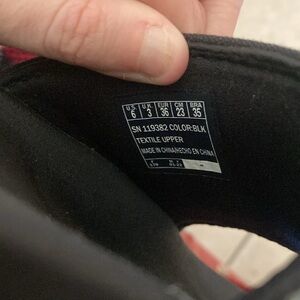 U.S U.K EUR CM BRA
6 3 36 23 35
SN 119382 COLOR:BLK
TEXTILE UPPER
MADE IN CHINA/HECHO EN CHINA